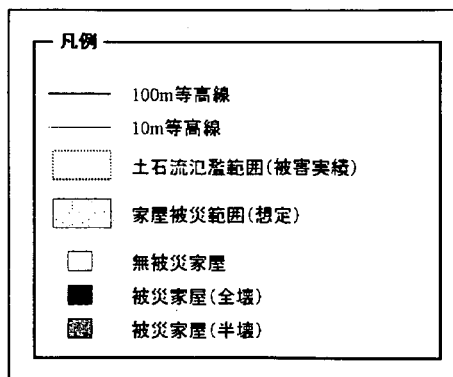 凡例
100m等高線
10m等高線
土石流氾濫範囲(被害実績)
家屋被災範囲(想定)
無被災家屋
被災家屋(全壊)
被災家屋(半壊)